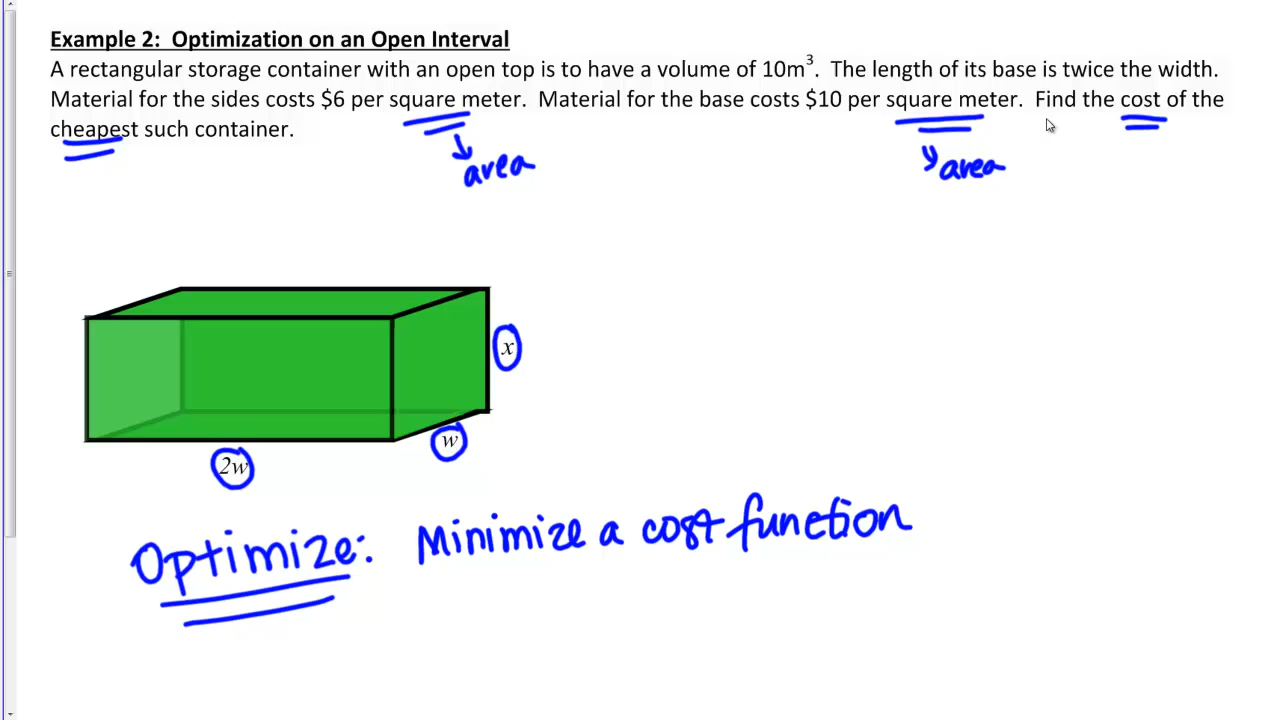 Example 2: Optimization on an Open Interval
A rectangular storage container with an open top is to have a volume of 10m³. The length of its base is twice the width.
Material for the sides costs $6 per square meter. Material for the base costs $10 per square meter. Find the cost of the
cheapest such container.
area
area
x
w
2w
Optimize: Minimize a cost function